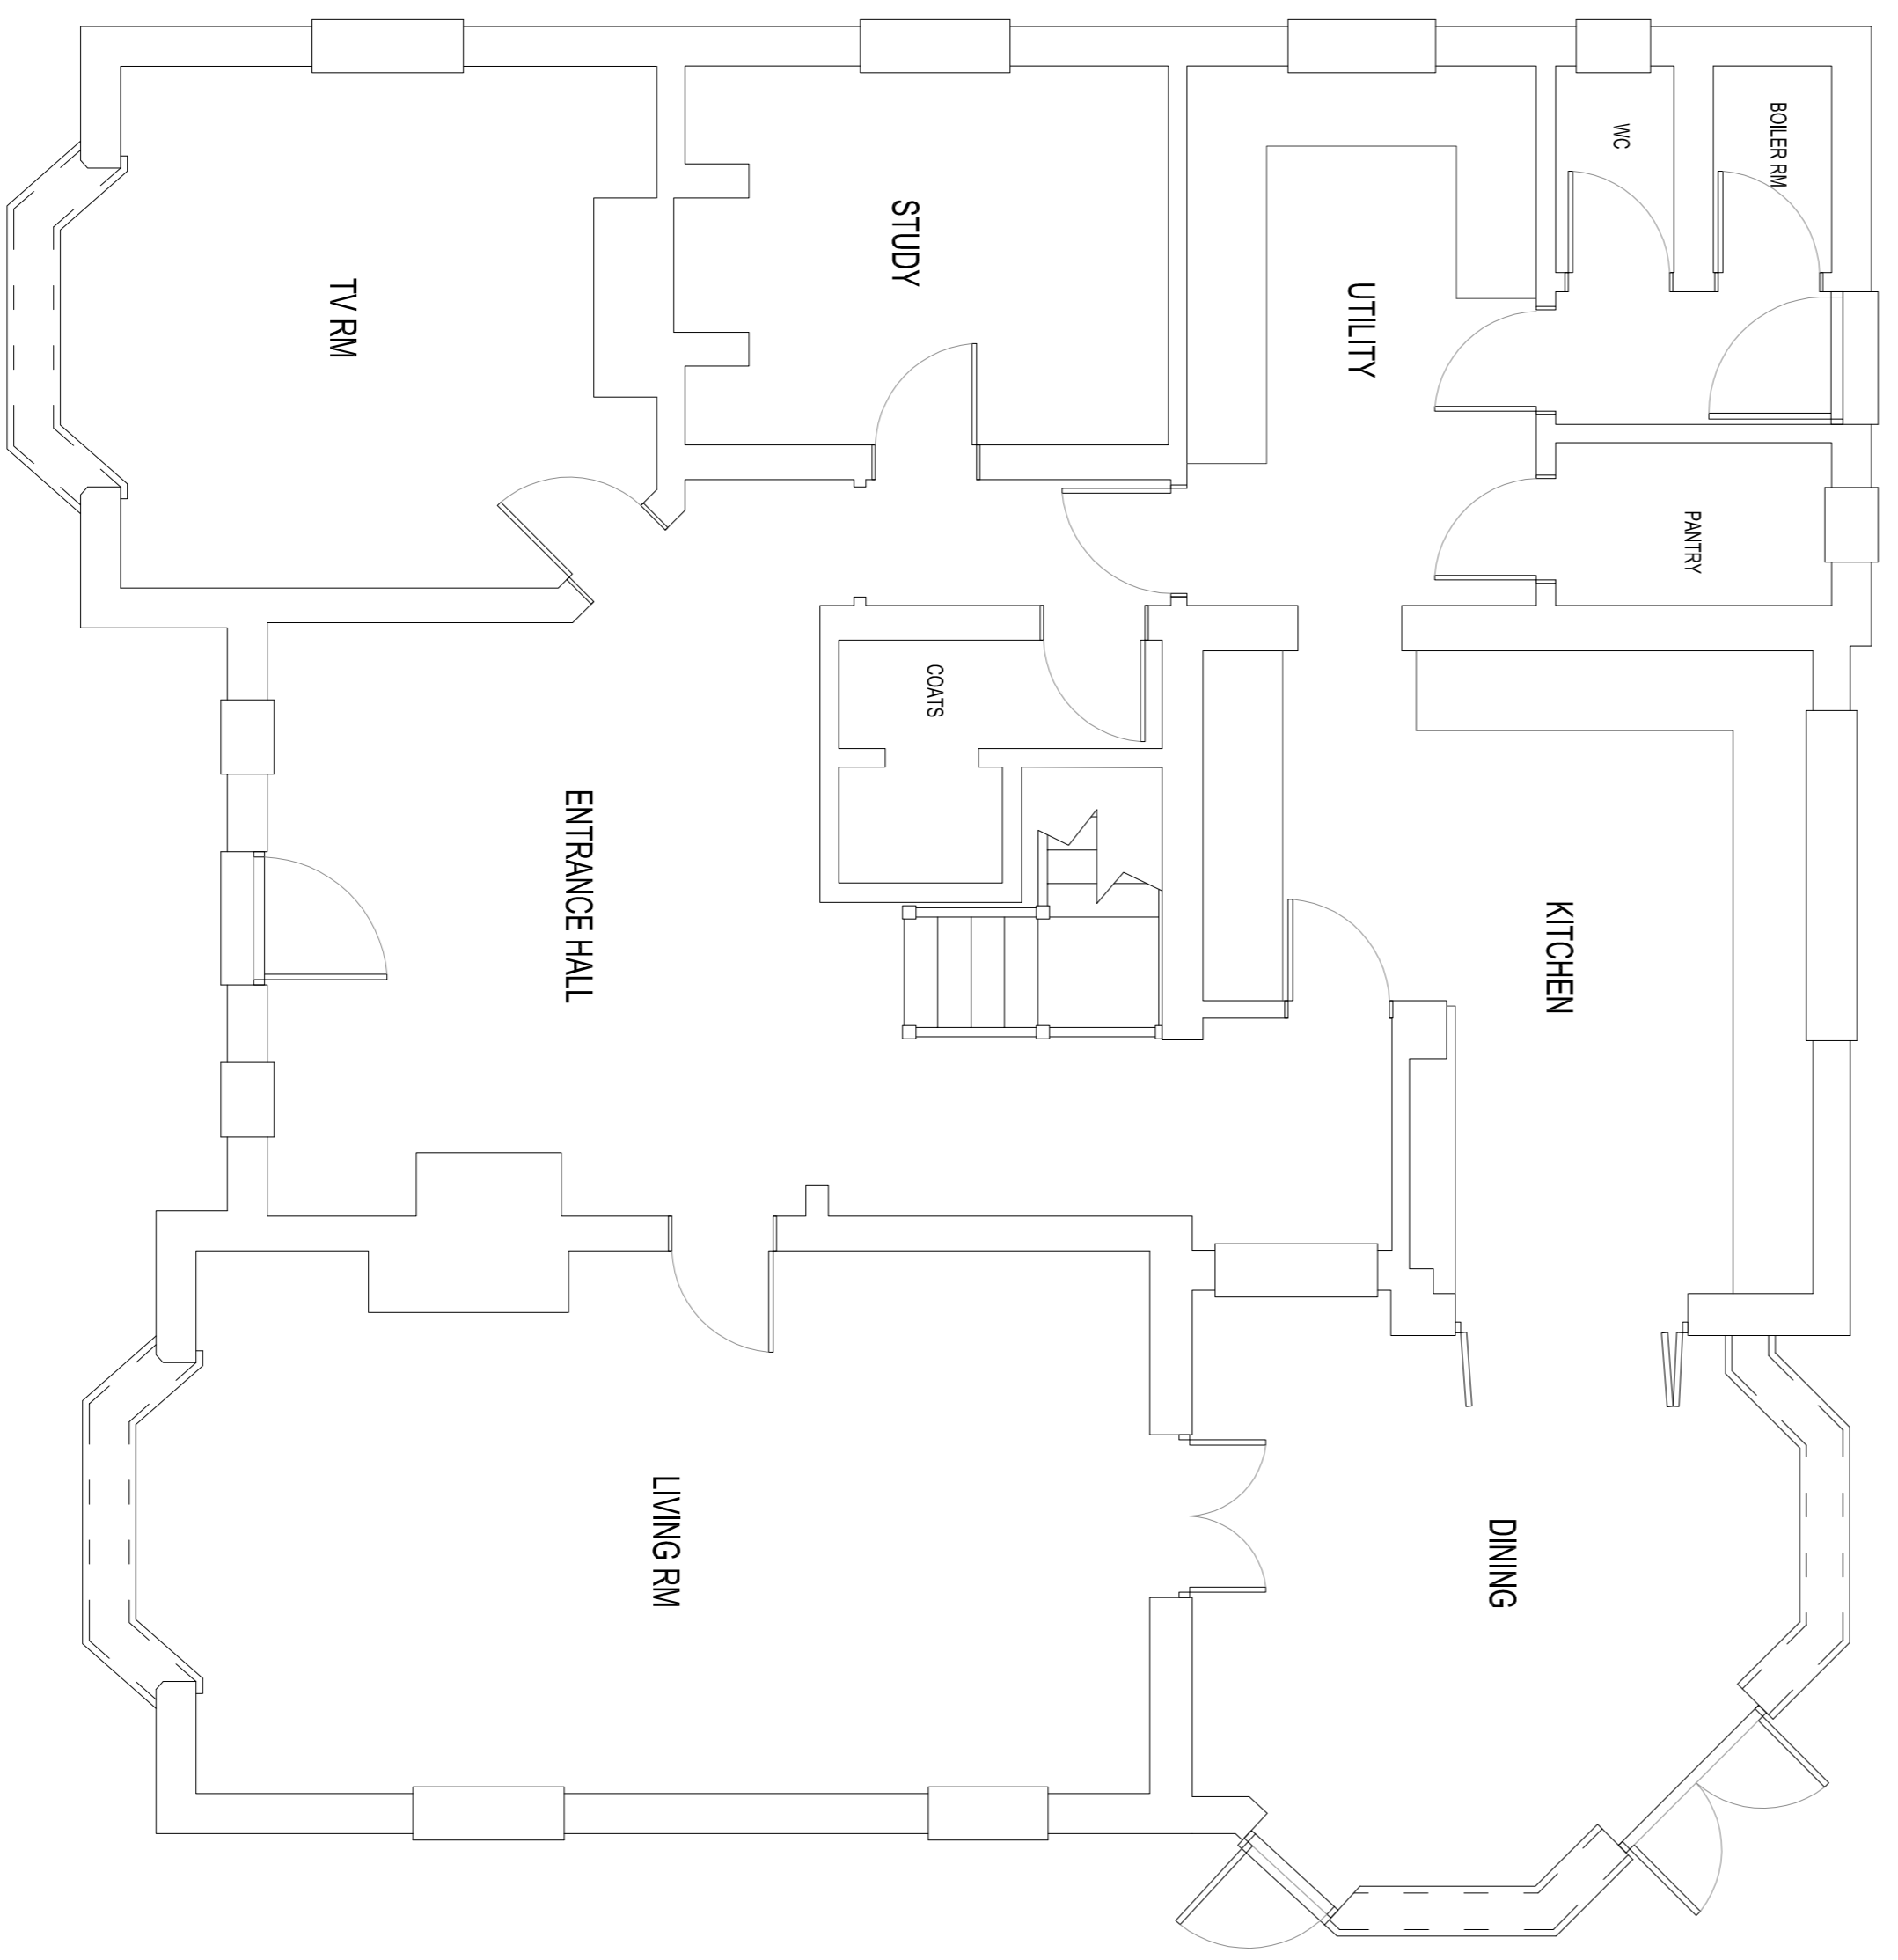 BOILER RM
WC
STUDY
TV RM
UTILITY
PANTRY
COATS
ENTRANCE HALL
KITCHEN
LIVING RM
DINING